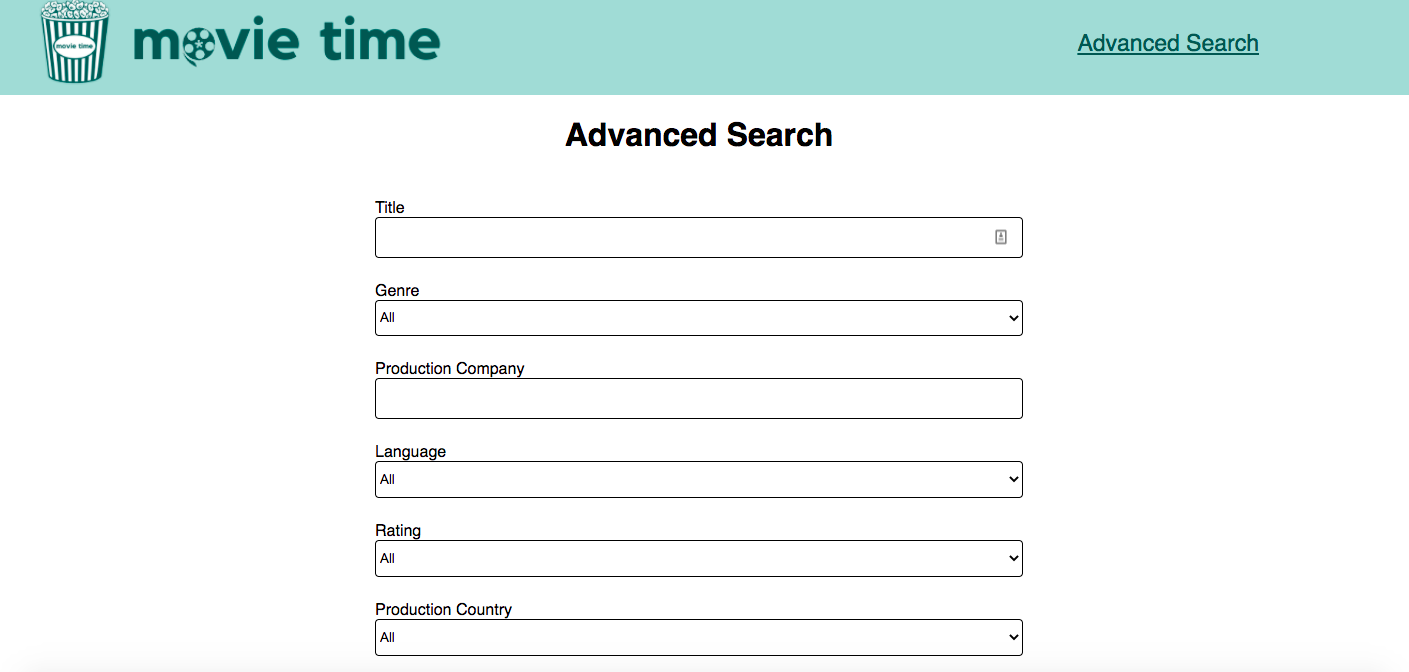 movie time
movie time
Advanced Search
Advanced Search
Title
Genre
All
Production Company
Language
All
Rating
All
Production Country
All